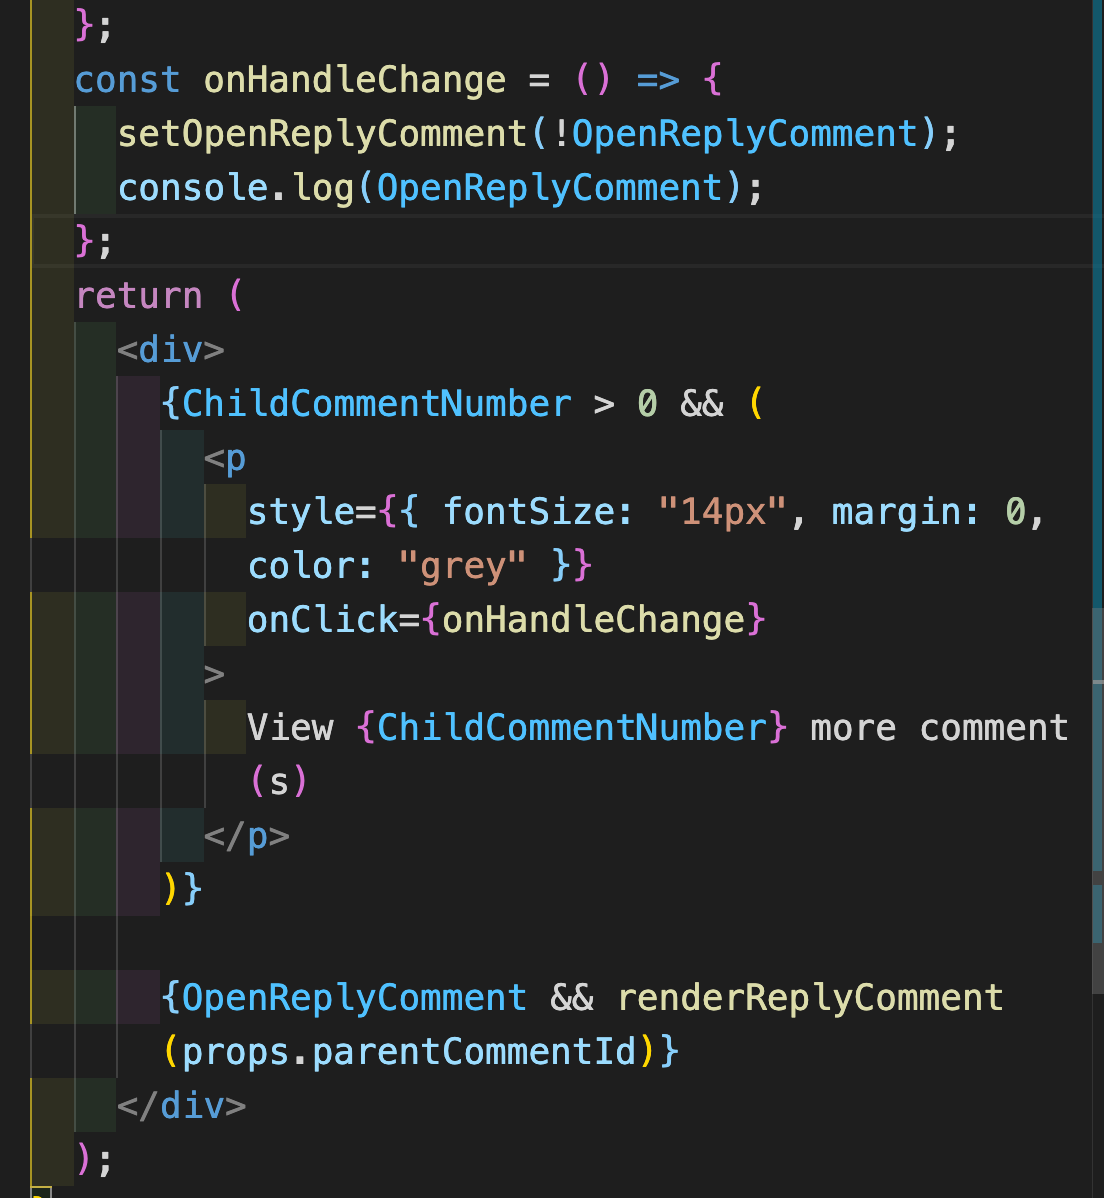 };
const onHandleChange = () => {
setOpenReplyComment(!OpenReplyComment);
console.log(OpenReplyComment);
};
return (
<div>
{ChildCommentNumber > 0 && (
<p
style={{ fontSize: "14px", margin: 0,
color: "grey" }}
onClick={onHandleChange}
>
View {ChildCommentNumber} more comment
(s)
</p>
)}
{OpenReplyComment && renderReplyComment
(props.parentCommentId)}
</div>
);